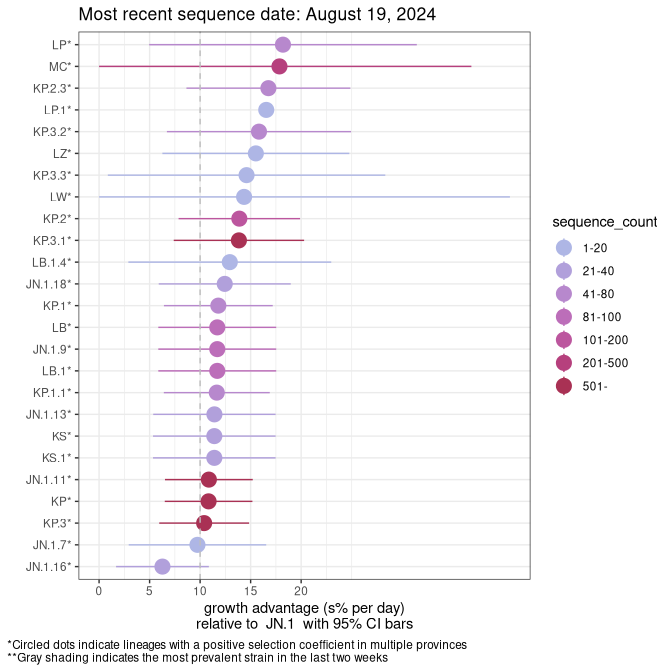 Most recent sequence date: August 19, 2024
LP*
MC*
KP.2.3*
LP.1*
KP.3.2*
LZ*
KP.3.3*
LW*
KP.2*
KP.3.1*
LB.1.4*
JN.1.18*
KP.1*
LB*
JN.1.9*
LB.1*
KP.1.1*
JN.1.13*
KS*
KS.1*
JN.1.11*
KP*
KP.3*
JN.1.7*
JN.1.16*
0 5 10 15 20
growth advantage (s% per day)
relative to JN.1 with 95% CI bars
sequence_count
1-20
21-40
41-80
81-100
101-200
201-500
501-
*Circled dots indicate lineages with a positive selection coefficient in multiple provinces
**Gray shading indicates the most prevalent strain in the last two weeks